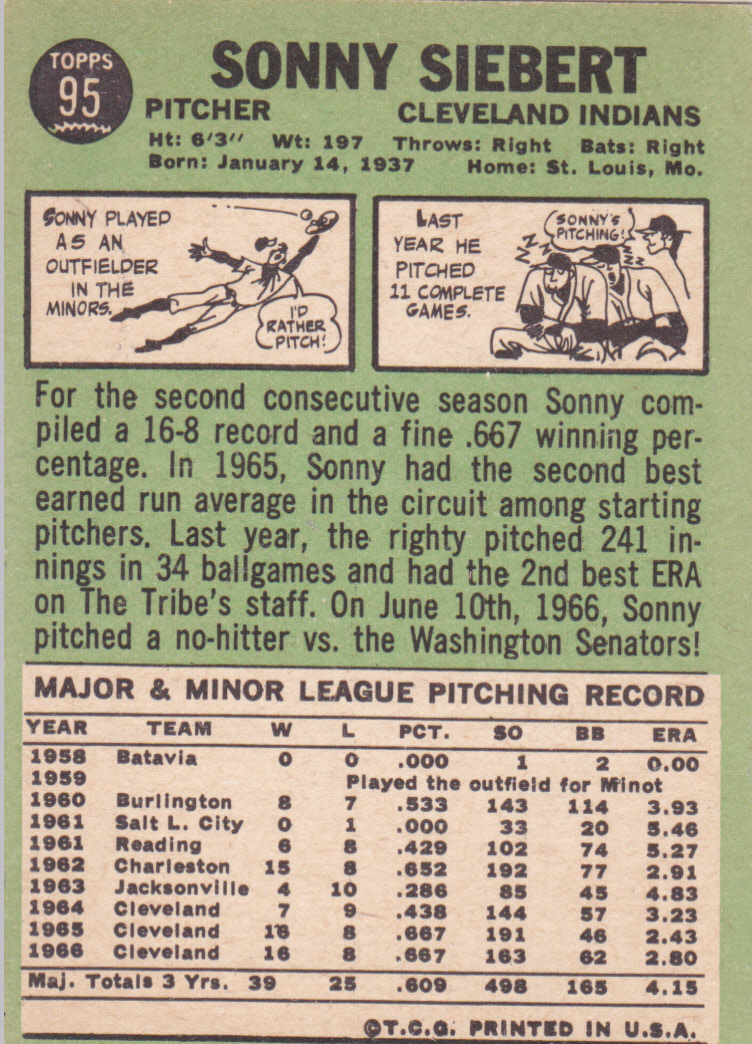 TOPPS
95
SONNY SIEBERT
PITCHER CLEVELAND INDIANS
Ht: 6'3" Wt: 197 Throws: Right Bats: Right
Born: January 14, 1937 Home: St. Louis, Mo.
SONNY PLAYED
AS AN
OUTFIELDER
IN THE
MINORS.
I'D
RATHER
PITCH!
LAST
YEAR HE
PITCHED
11 COMPLETE
GAMES.
ZZZZ
SONNY'S
PITCHING!
ZZZ
For the second consecutive season Sonny com-
piled a 16-8 record and a fine .667 winning per-
centage. In 1965, Sonny had the second best
earned run average in the circuit among starting
pitchers. Last year, the righty pitched 241 in-
nings in 34 ballgames and had the 2nd best ERA
on The Tribe's staff. On June 10th, 1966, Sonny
pitched a no-hitter vs. the Washington Senators!
MAJOR & MINOR LEAGUE PITCHING RECORD
YEAR TEAM W L PCT. SO BB ERA
1958 Batavia 0 0 .000 1 2 0.00
1959 Played the outfield for Minot
1960 Burlington 8 7 .533 143 114 3.93
1961 Salt L. City 0 1 .000 33 20 5.46
1961 Reading 6 8 .429 102 74 5.27
1962 Charleston 15 8 .652 192 77 2.91
1963 Jacksonville 4 10 .286 85 45 4.83
1964 Cleveland 7 9 .438 144 57 3.23
1965 Cleveland 16 8 .667 191 46 2.43
1966 Cleveland 16 8 .667 163 62 2.80
Maj. Totals 3 Yrs. 39 25 .609 498 165 4.15
©T.C.G. PRINTED IN U.S.A.